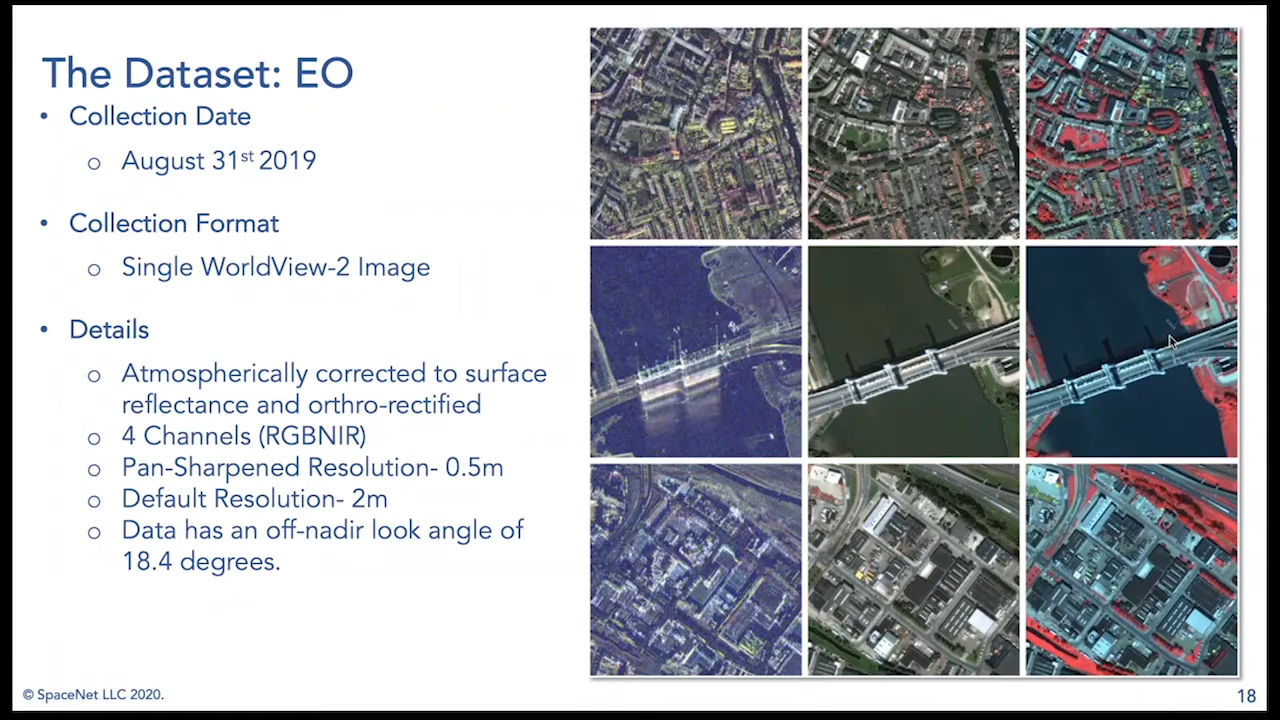 The Dataset: EO
• Collection Date
o August 31st 2019
• Collection Format
o Single WorldView-2 Image
• Details
o Atmospherically corrected to surface
reflectance and orthro-rectified
o 4 Channels (RGBNIR)
o Pan-Sharpened Resolution- 0.5m
o Default Resolution- 2m
o Data has an off-nadir look angle of
18.4 degrees.
© SpaceNet LLC 2020.
18